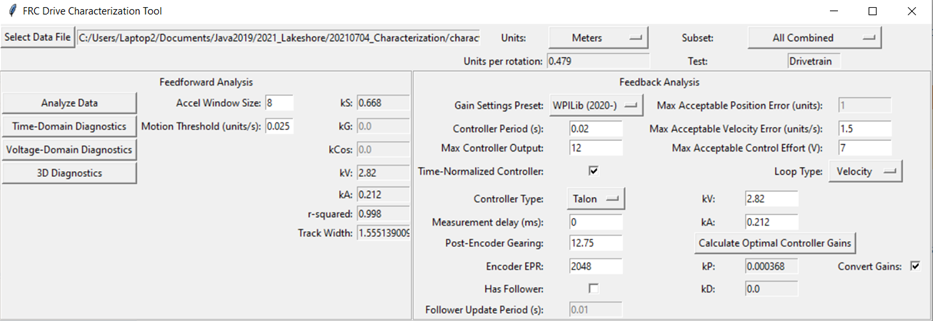 FRC Drive Characterization Tool
Select Data File C:/Users/Laptop2/Documents/Java2019/2021_Lakeshore/20210704_Characterization/charac Units: Meters Subset: All Combined
Units per rotation: 0.479 Test: Drivetrain
Feedforward Analysis
Analyze Data Accel Window Size: 8 kS: 0.668
Time-Domain Diagnostics Motion Threshold (units/s): 0.025 kG: 0.0
Voltage-Domain Diagnostics kCos: 0.0
3D Diagnostics kV: 2.82
kA: 0.212
r-squared: 0.998
Track Width: 1.555139009
Feedback Analysis
Gain Settings Preset: WPILib (2020-) Max Acceptable Position Error (units): 1
Controller Period (s): 0.02 Max Acceptable Velocity Error (units/s): 1.5
Max Controller Output: 12 Max Acceptable Control Effort (V): 7
Time-Normalized Controller: Loop Type: Velocity
Controller Type: Talon kV: 2.82
Measurement delay (ms): 0 kA: 0.212
Post-Encoder Gearing: 12.75 Calculate Optimal Controller Gains
Encoder EPR: 2048 kP: 0.000368 Convert Gains:
Has Follower: kD: 0.0
Follower Update Period (s): 0.01